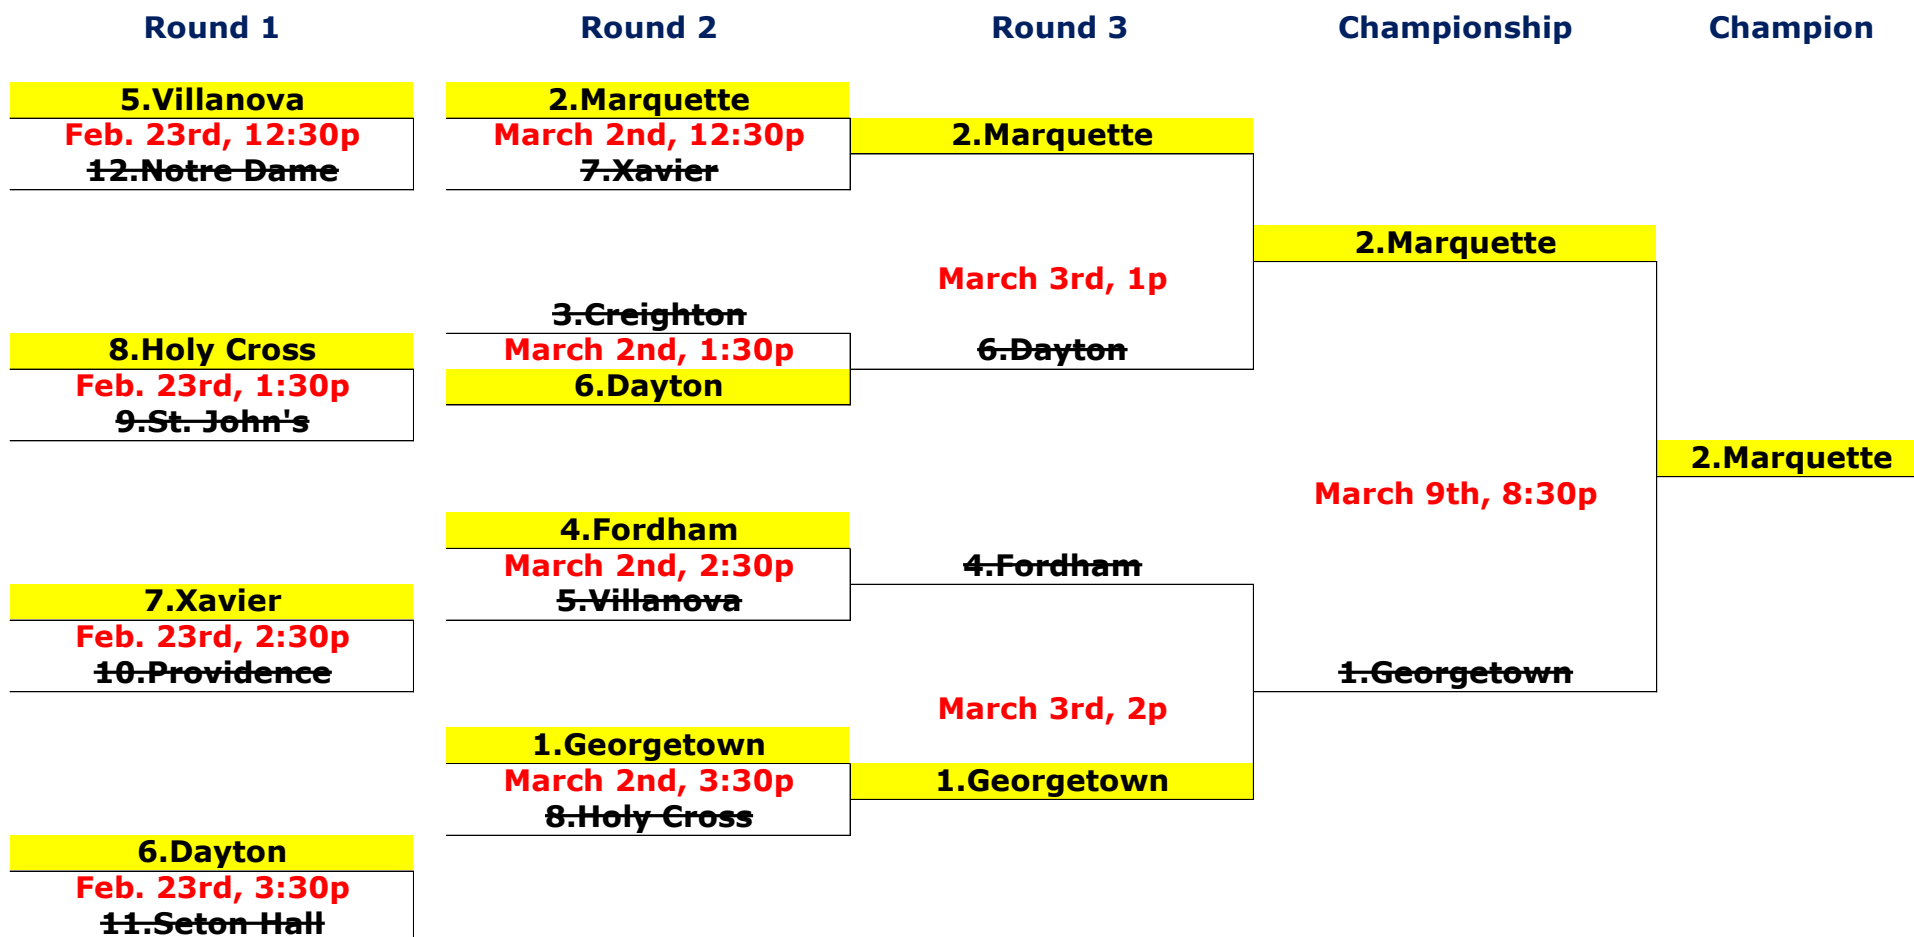 Round 1
Round 2
Round 3
Championship
Champion
5.Villanova
Feb. 23rd, 12:30p
12.Notre Dame
8.Holy Cross
Feb. 23rd, 1:30p
9.St. John's
7.Xavier
Feb. 23rd, 2:30p
10.Providence
6.Dayton
Feb. 23rd, 3:30p
11.Seton Hall
2.Marquette
March 2nd, 12:30p
7.Xavier
3.Creighton
March 2nd, 1:30p
6.Dayton
4.Fordham
March 2nd, 2:30p
5.Villanova
1.Georgetown
March 2nd, 3:30p
8.Holy Cross
2.Marquette
March 3rd, 1p
6.Dayton
4.Fordham
March 3rd, 2p
1.Georgetown
2.Marquette
March 9th, 8:30p
1.Georgetown
2.Marquette